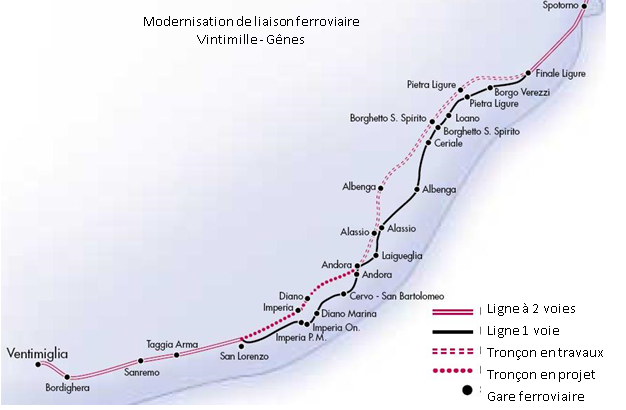 Modernisation de liaison ferroviaire
Vintimille - Gênes
Spotorno
Finale Ligure
Pietra Ligure
Borgo Verezzi
Pietra Ligure
Borghetto S. Spirito
Loano
Borghetto S. Spirito
Ceriale
Albenga
Albenga
Alassio
Alassio
Laigueglia
Andora
Andora
Diano
Cervo - San Bartolomeo
Imperia
Diano Marina
Imperia On.
Imperia P. M.
Taggia Arma
San Lorenzo
Ventimiglia
Sanremo
Bordighera
Ligne à 2 voies
Ligne 1 voie
Tronçon en travaux
Tronçon en projet
Gare ferroviaire